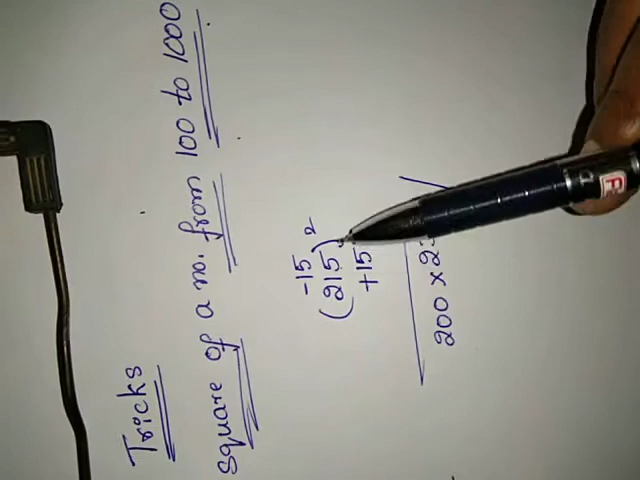 Tricks
Square of a no. from 100 to 1000.
-15
(215)²
+15
200 × 2